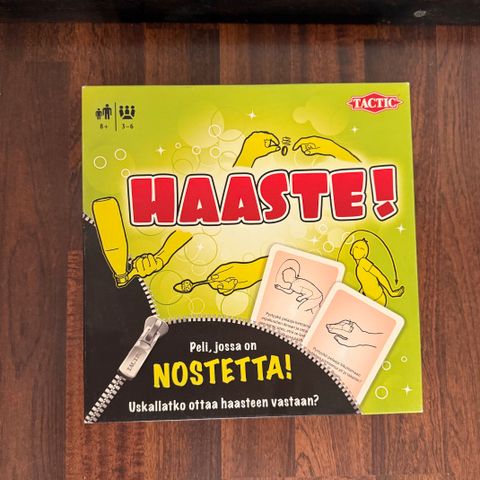 TACTIC
8+
3-6
HAASTE!
Peli, jossa on
NOSTETTA!
Uskallatko ottaa haasteen vastaan?